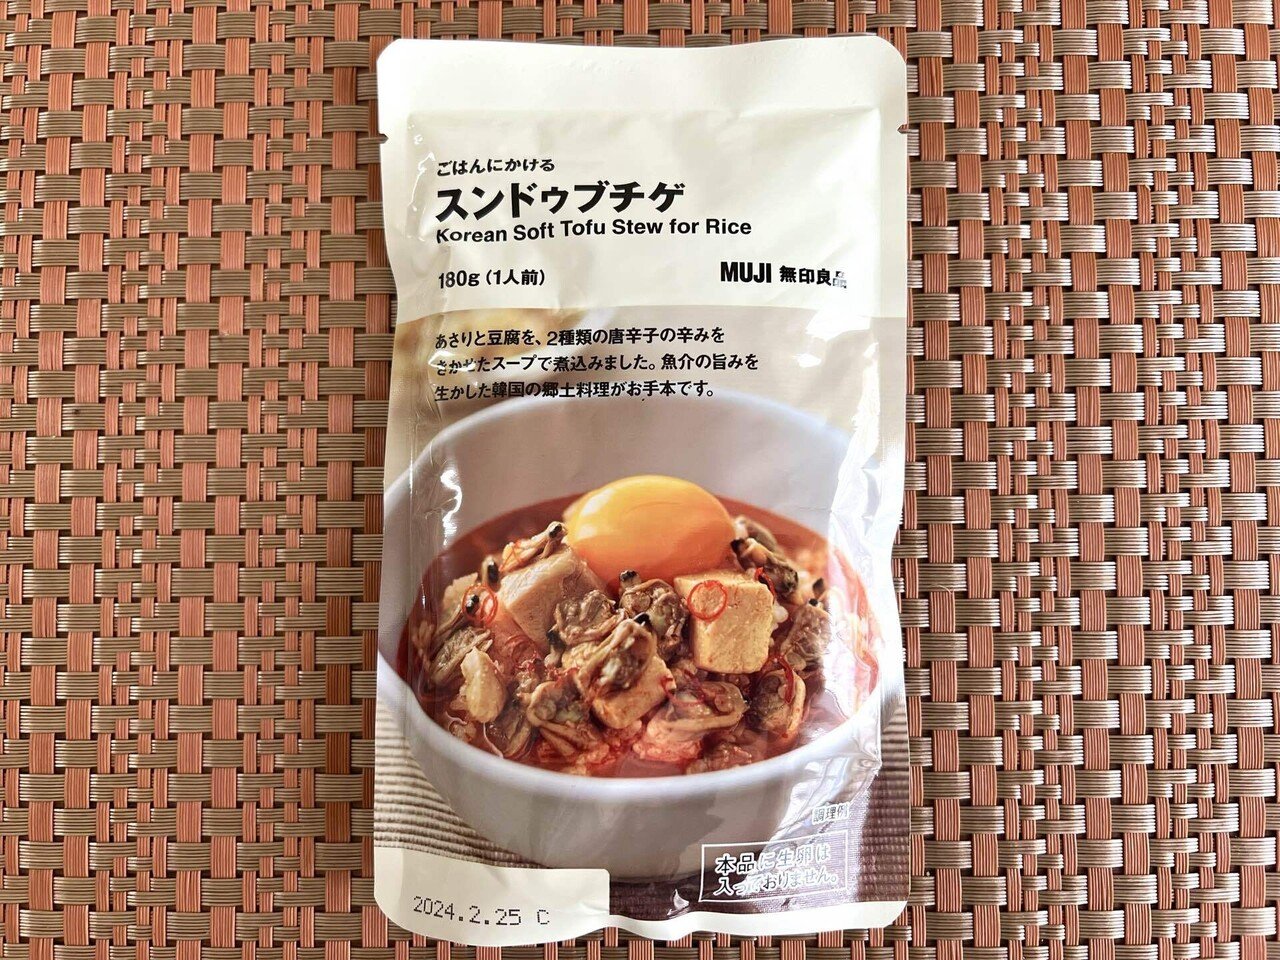 ごはんにかける
スンドゥブチゲ
Korean Soft Tofu Stew for Rice
180g（1人前）
MUJI 無印良品
あさりと豆腐を、2種類の唐辛子の辛みを
きかせたスープで煮込みました。魚介の旨みを
生かした韓国の郷土料理がお手本です。
調理例
本品に生卵は
入っておりません。
2024.2.25 C